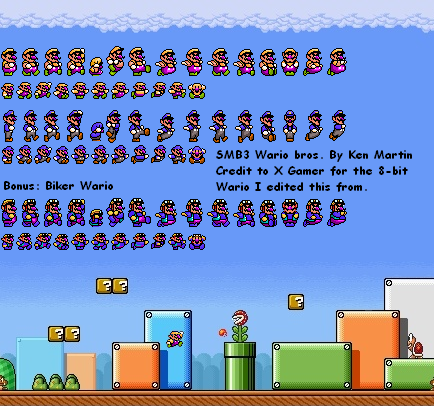 SMB3 Wario bros. By Ken Martin
Credit to X Gamer for the 8-bit
Wario I edited this from.
Bonus: Biker Wario
? ?
?
? ?